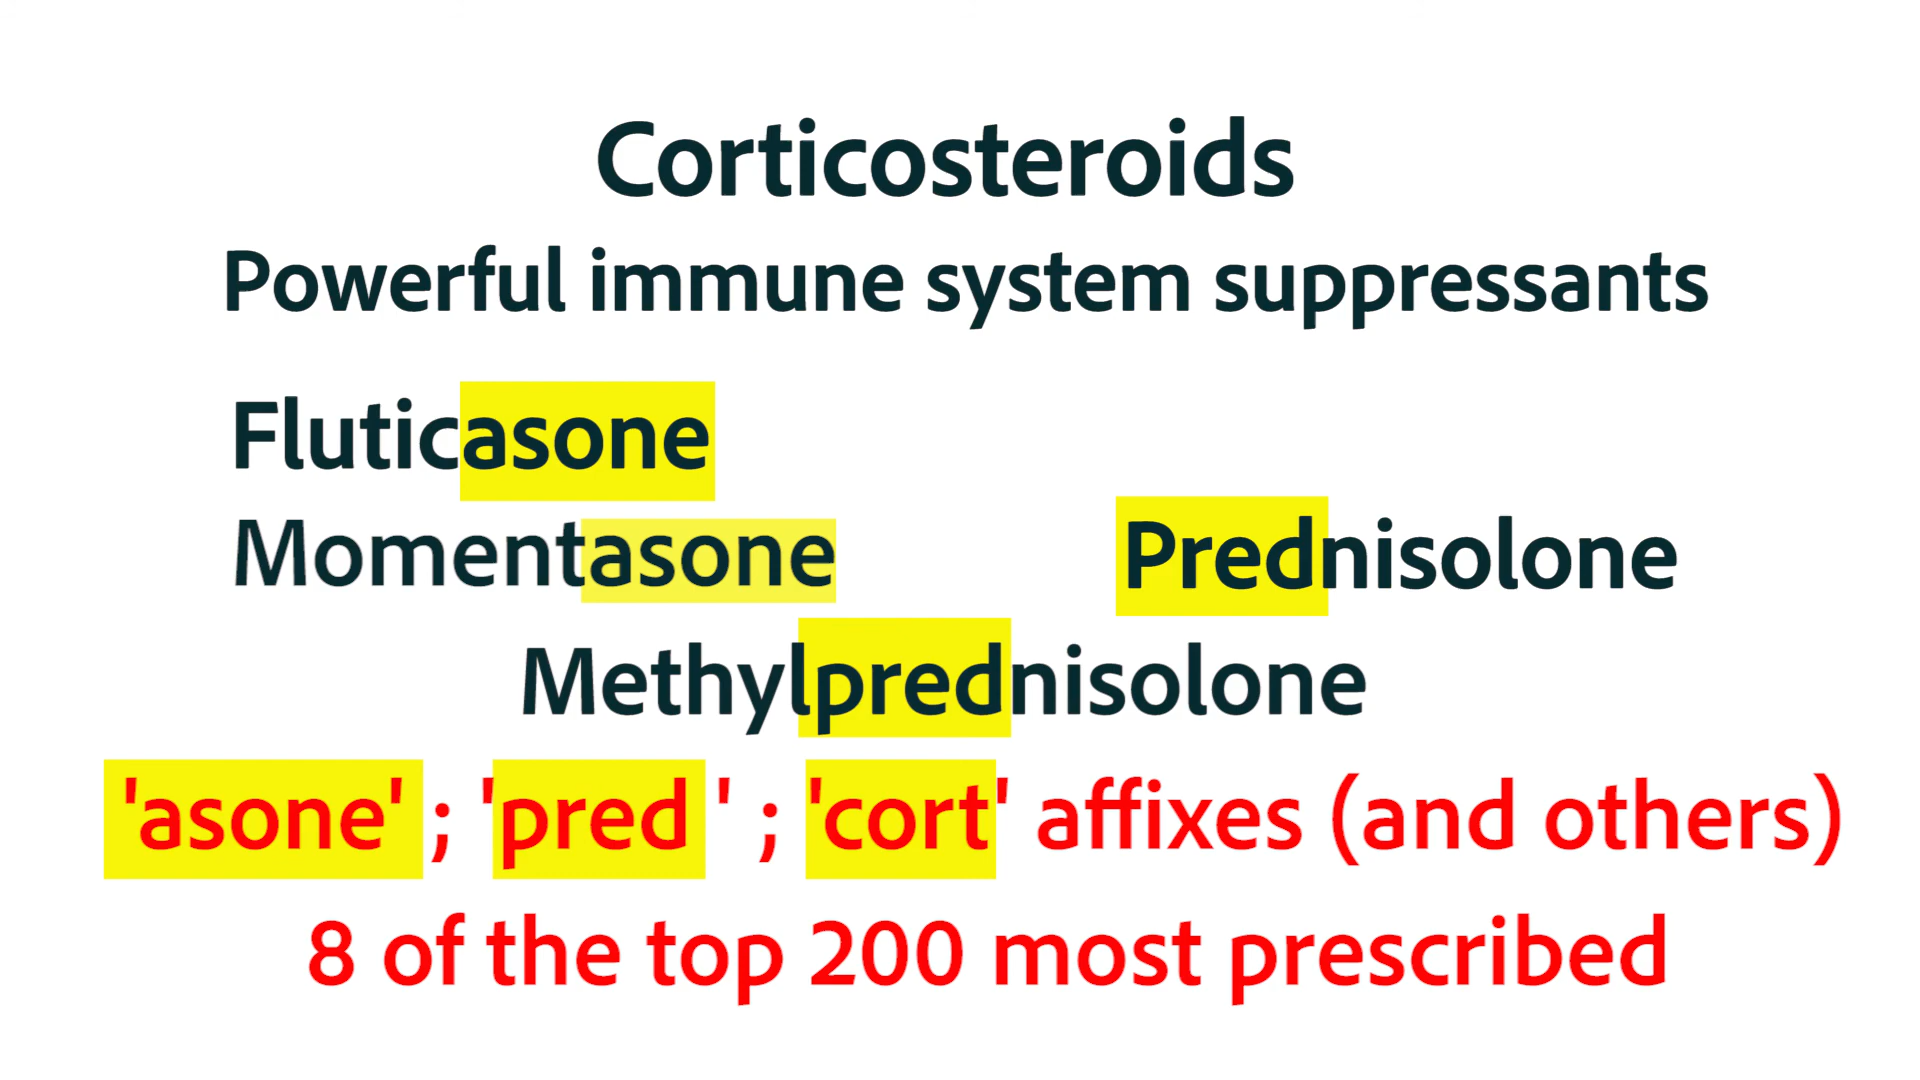 Corticosteroids
Powerful immune system suppressants
Fluticasone
Momentasone Prednisolone
Methylprednisolone
'asone' ; 'pred ' ; 'cort' affixes (and others)
8 of the top 200 most prescribed